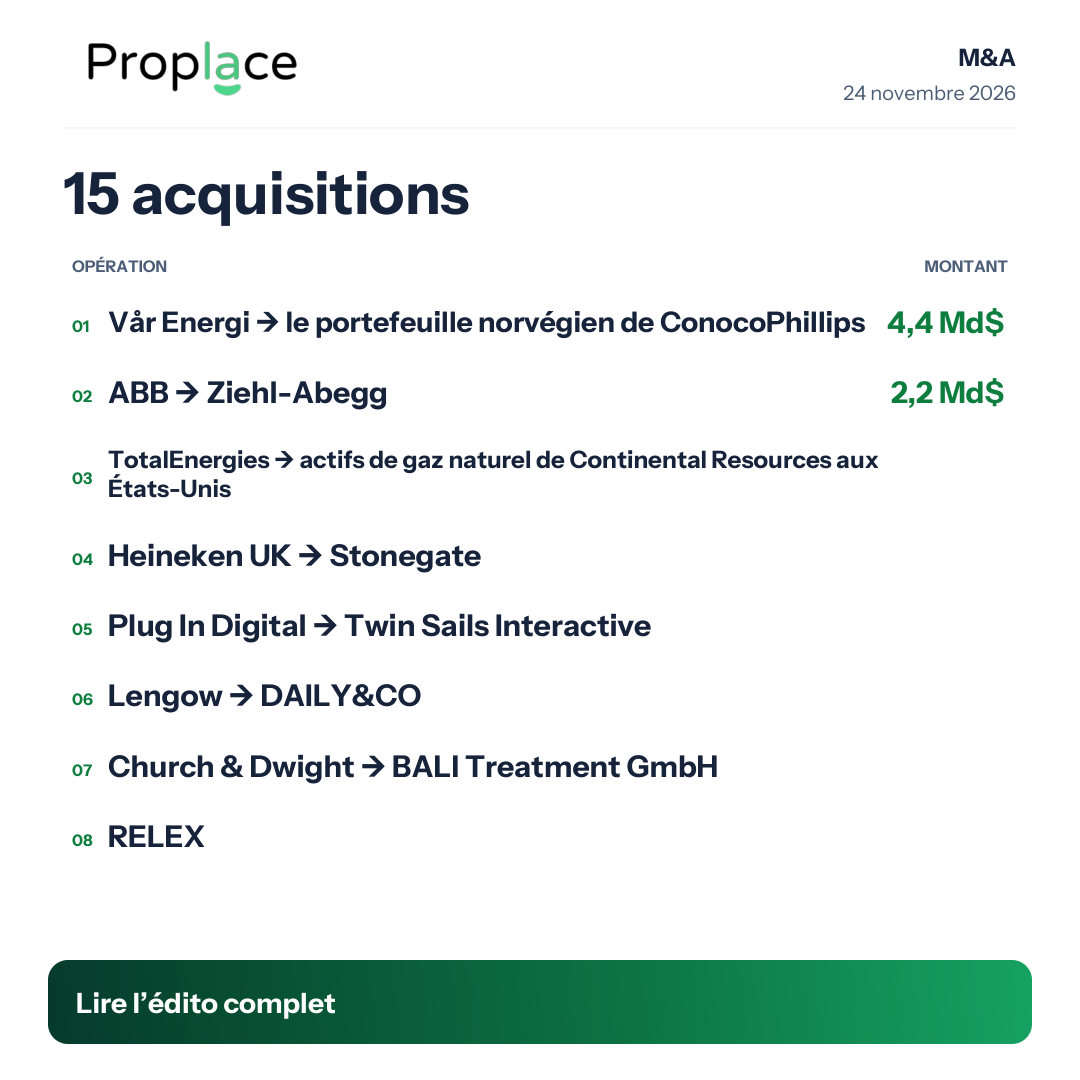 Proplace
M&A
24 novembre 2026
15 acquisitions
OPÉRATION MONTANT
01 Vår Energi → le portefeuille norvégien de ConocoPhillips 4,4 Md$
02 ABB → Ziehl-Abegg 2,2 Md$
03 TotalEnergies → actifs de gaz naturel de Continental Resources aux
États-Unis
04 Heineken UK → Stonegate
05 Plug In Digital → Twin Sails Interactive
06 Lengow → DAILY&CO
07 Church & Dwight → BALI Treatment GmbH
08 RELEX
Lire l’édito complet